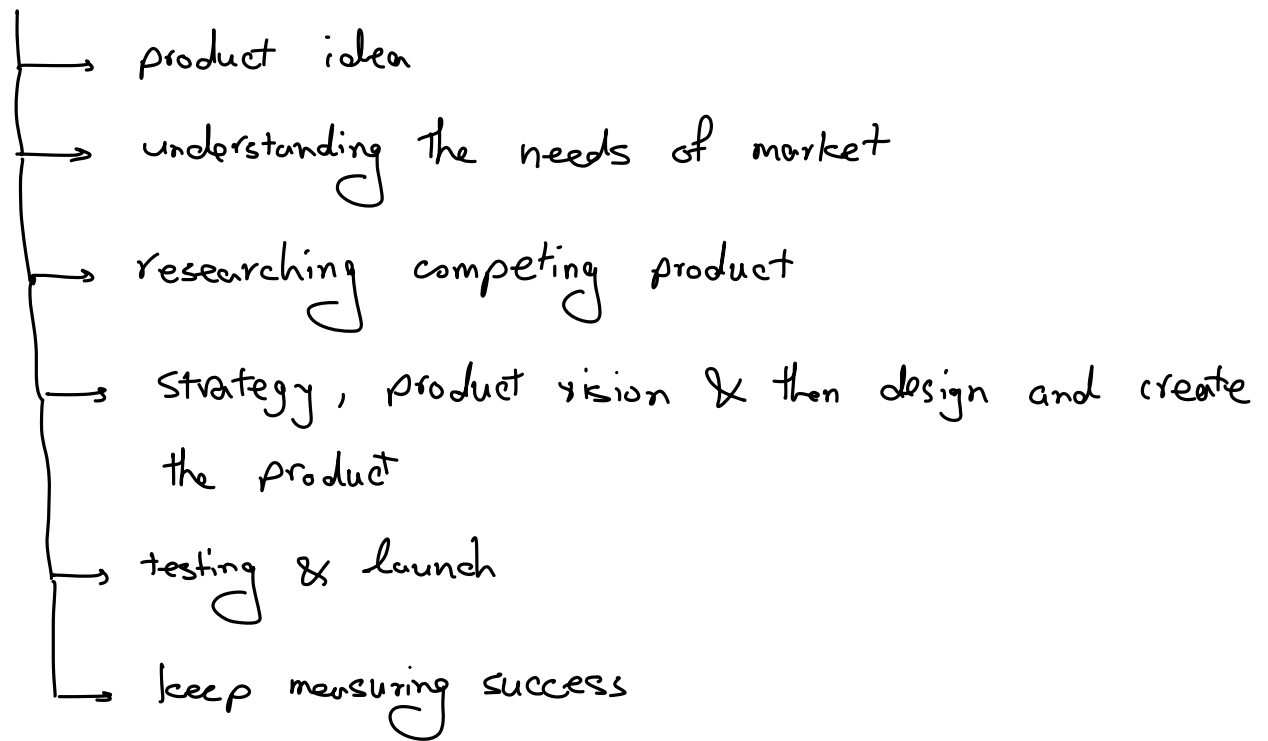 product idea
understanding the needs of market
researching competing product
strategy, product vision & then design and create
the product
testing & launch
keep measuring success